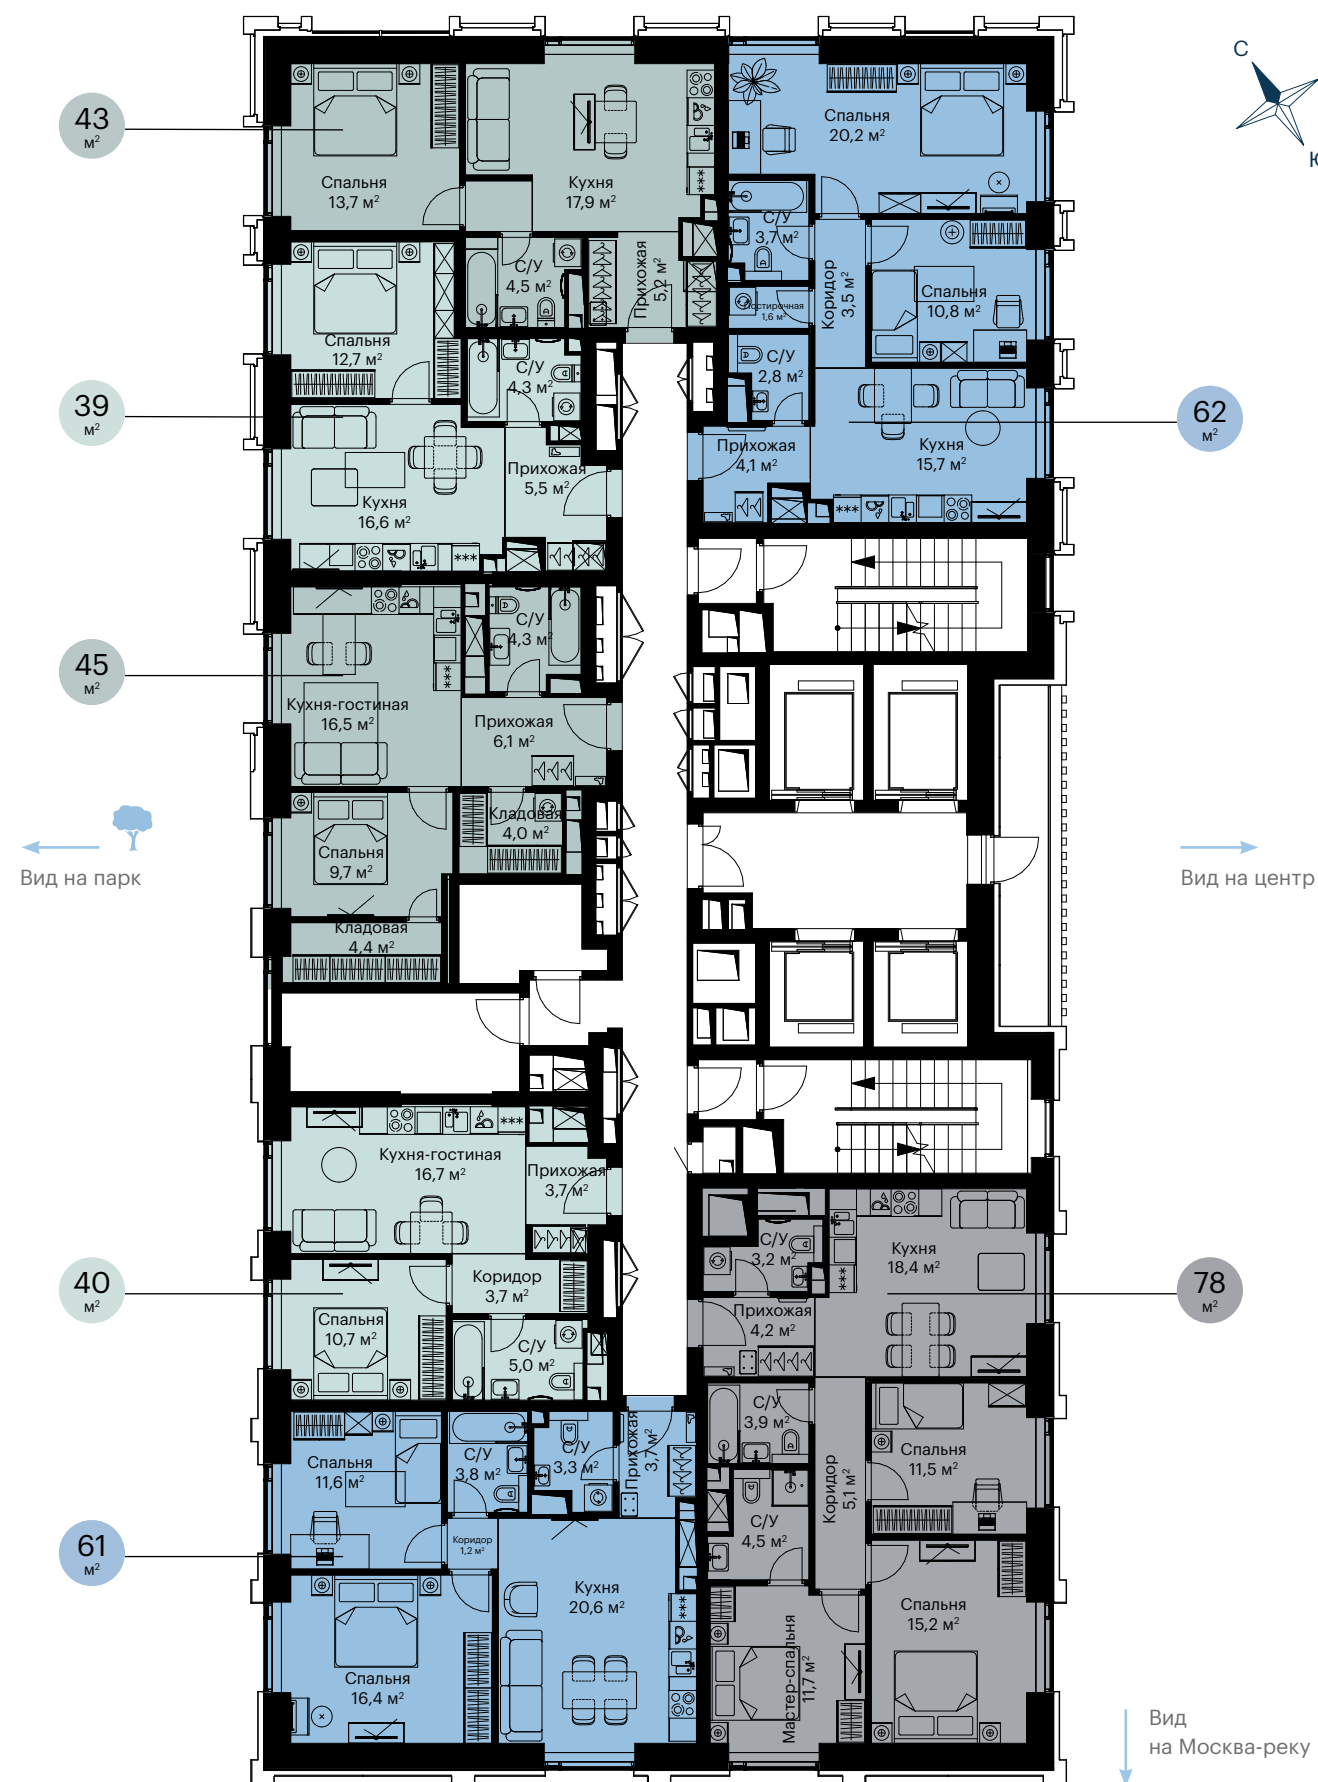 С
Ю
43
м²
Спальня
13,7 м²
Кухня
17,9 м²
С/У
4,5 м²
Прихожая
5,2 м²
Спальня
20,2 м²
С/У
3,7 м²
Постирочная
1,6 м²
Коридор
3,5 м²
Спальня
10,8 м²
С/У
2,8 м²
Прихожая
4,1 м²
Кухня
15,7 м²
62
м²
39
м²
Спальня
12,7 м²
С/У
4,3 м²
Прихожая
5,5 м²
Кухня
16,6 м²
45
м²
С/У
4,3 м²
Кухня-гостиная
16,5 м²
Прихожая
6,1 м²
Кладовая
4,0 м²
Спальня
9,7 м²
Кладовая
4,4 м²
Вид на парк
Вид на центр
40
м²
Кухня-гостиная
16,7 м²
Прихожая
3,7 м²
Коридор
3,7 м²
Спальня
10,7 м²
С/У
5,0 м²
78
м²
С/У
3,2 м²
Кухня
18,4 м²
Прихожая
4,2 м²
С/У
3,9 м²
Коридор
5,1 м²
Спальня
11,5 м²
С/У
4,5 м²
Мастер-спальня
11,7 м²
Спальня
15,2 м²
61
м²
Спальня
11,6 м²
С/У
3,8 м²
С/У
3,3 м²
Прихожая
3,7 м²
Коридор
1,2 м²
Кухня
20,6 м²
Спальня
16,4 м²
Вид
на Москва-реку